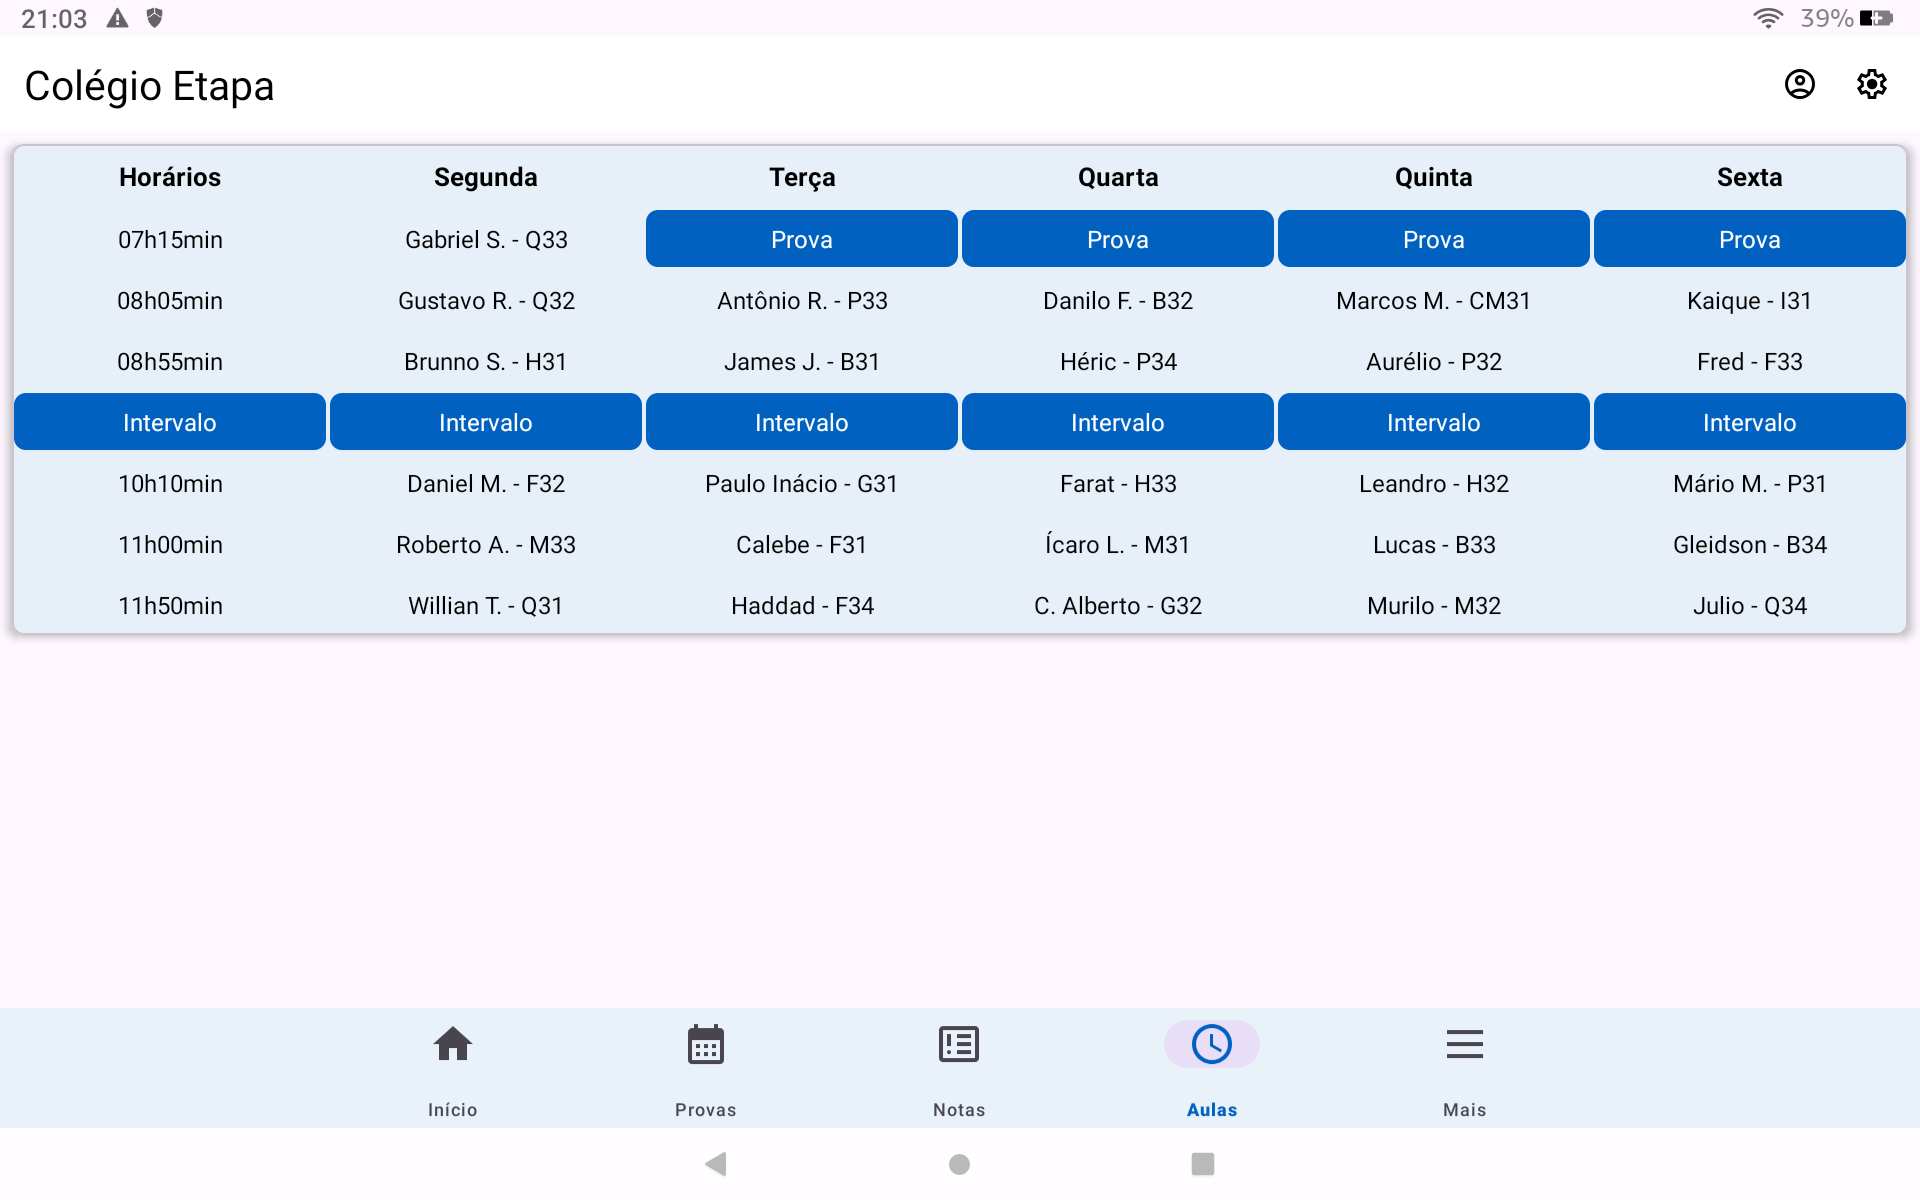 21:03 39%
Colégio Etapa
Horários Segunda Terça Quarta Quinta Sexta
07h15min Gabriel S. - Q33 Prova Prova Prova Prova
08h05min Gustavo R. - Q32 Antônio R. - P33 Danilo F. - B32 Marcos M. - CM31 Kaique - I31
08h55min Brunno S. - H31 James J. - B31 Héric - P34 Aurélio - P32 Fred - F33
Intervalo Intervalo Intervalo Intervalo Intervalo Intervalo
10h10min Daniel M. - F32 Paulo Inácio - G31 Farat - H33 Leandro - H32 Mário M. - P31
11h00min Roberto A. - M33 Calebe - F31 Ícaro L. - M31 Lucas - B33 Gleidson - B34
11h50min Willian T. - Q31 Haddad - F34 C. Alberto - G32 Murilo - M32 Julio - Q34
Início Provas Notas Aulas Mais